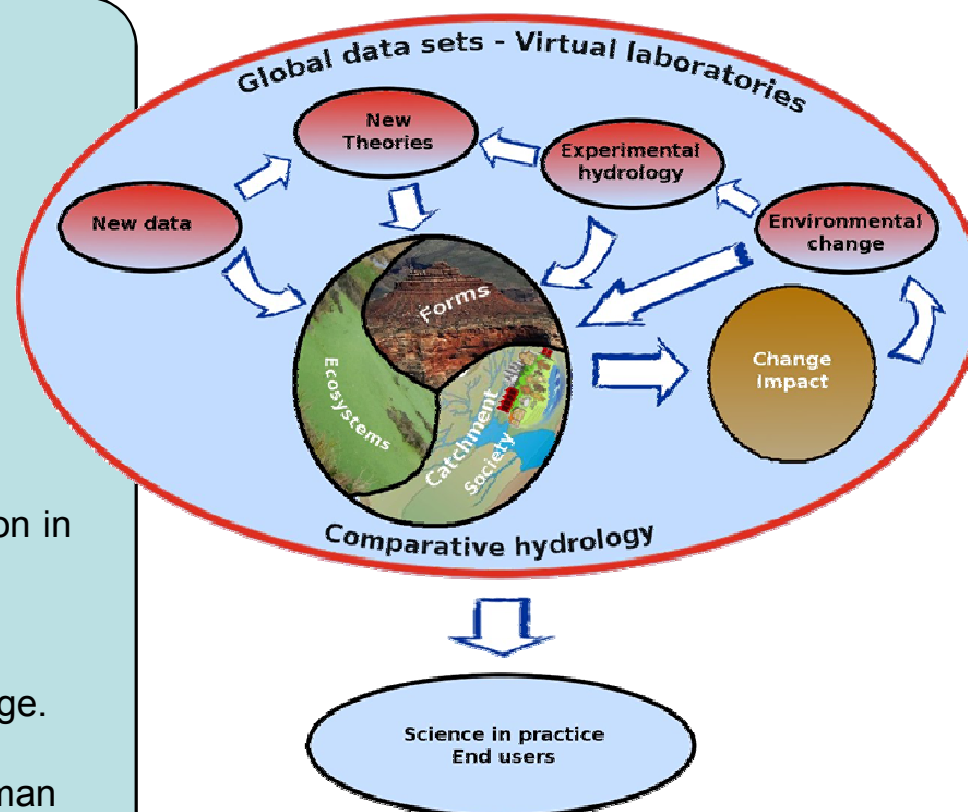 Global data sets - Virtual laboratories
New
Theories
Experimental
hydrology
New data
Environmental
change
Forms
Ecosystems
Catchment
Society
Change
Impact
Comparative hydrology
on in
ge.
man
Science in practice
End users